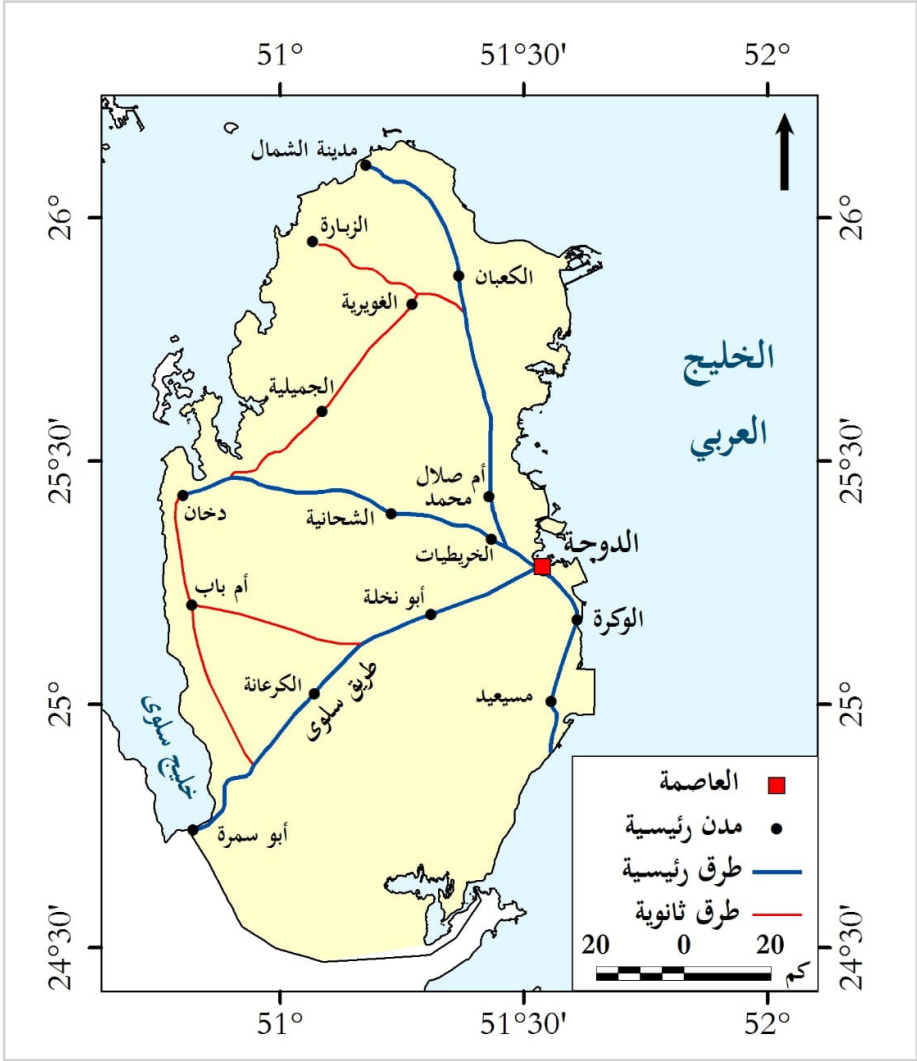 51°
51°30'
52°
مدينة الشمال
26°
26°
الزبارة
الكعبان
الغويرية
الخليج
العربي
الجميلية
25°30'
25°30'
أم صلال
محمد
دخان
الشحانية
الخريطيات
الدوحة
أم باب
أبو نخلة
الوكرة
الكرعانة
طريق سلوى
مسيعيد
25°
25°
خليج سلوى
أبو سمرة
العاصمة
مدن رئيسية
طرق رئيسية
طرق ثانوية
20 0 20
كم
24°30'
24°30'
51°
51°30'
52°